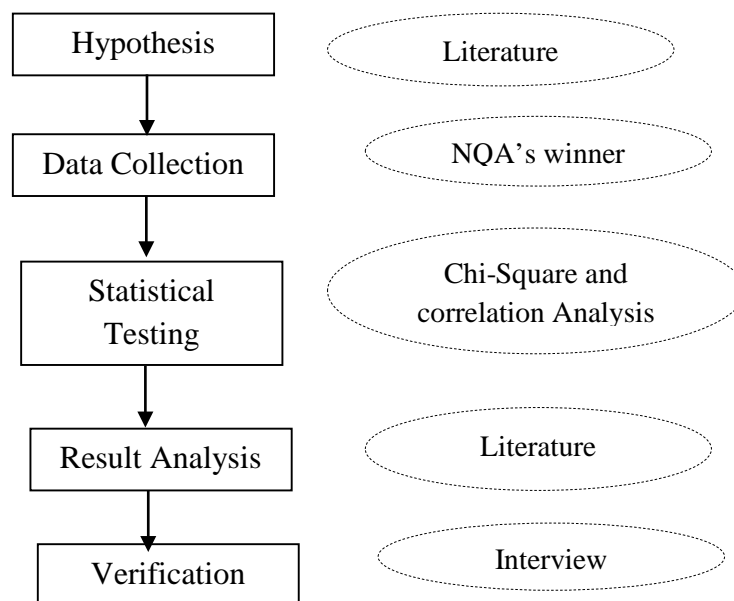 Hypothesis
Literature
Data Collection
NQA's winner
Statistical
Testing
Chi-Square and
correlation Analysis
Result Analysis
Literature
Verification
Interview